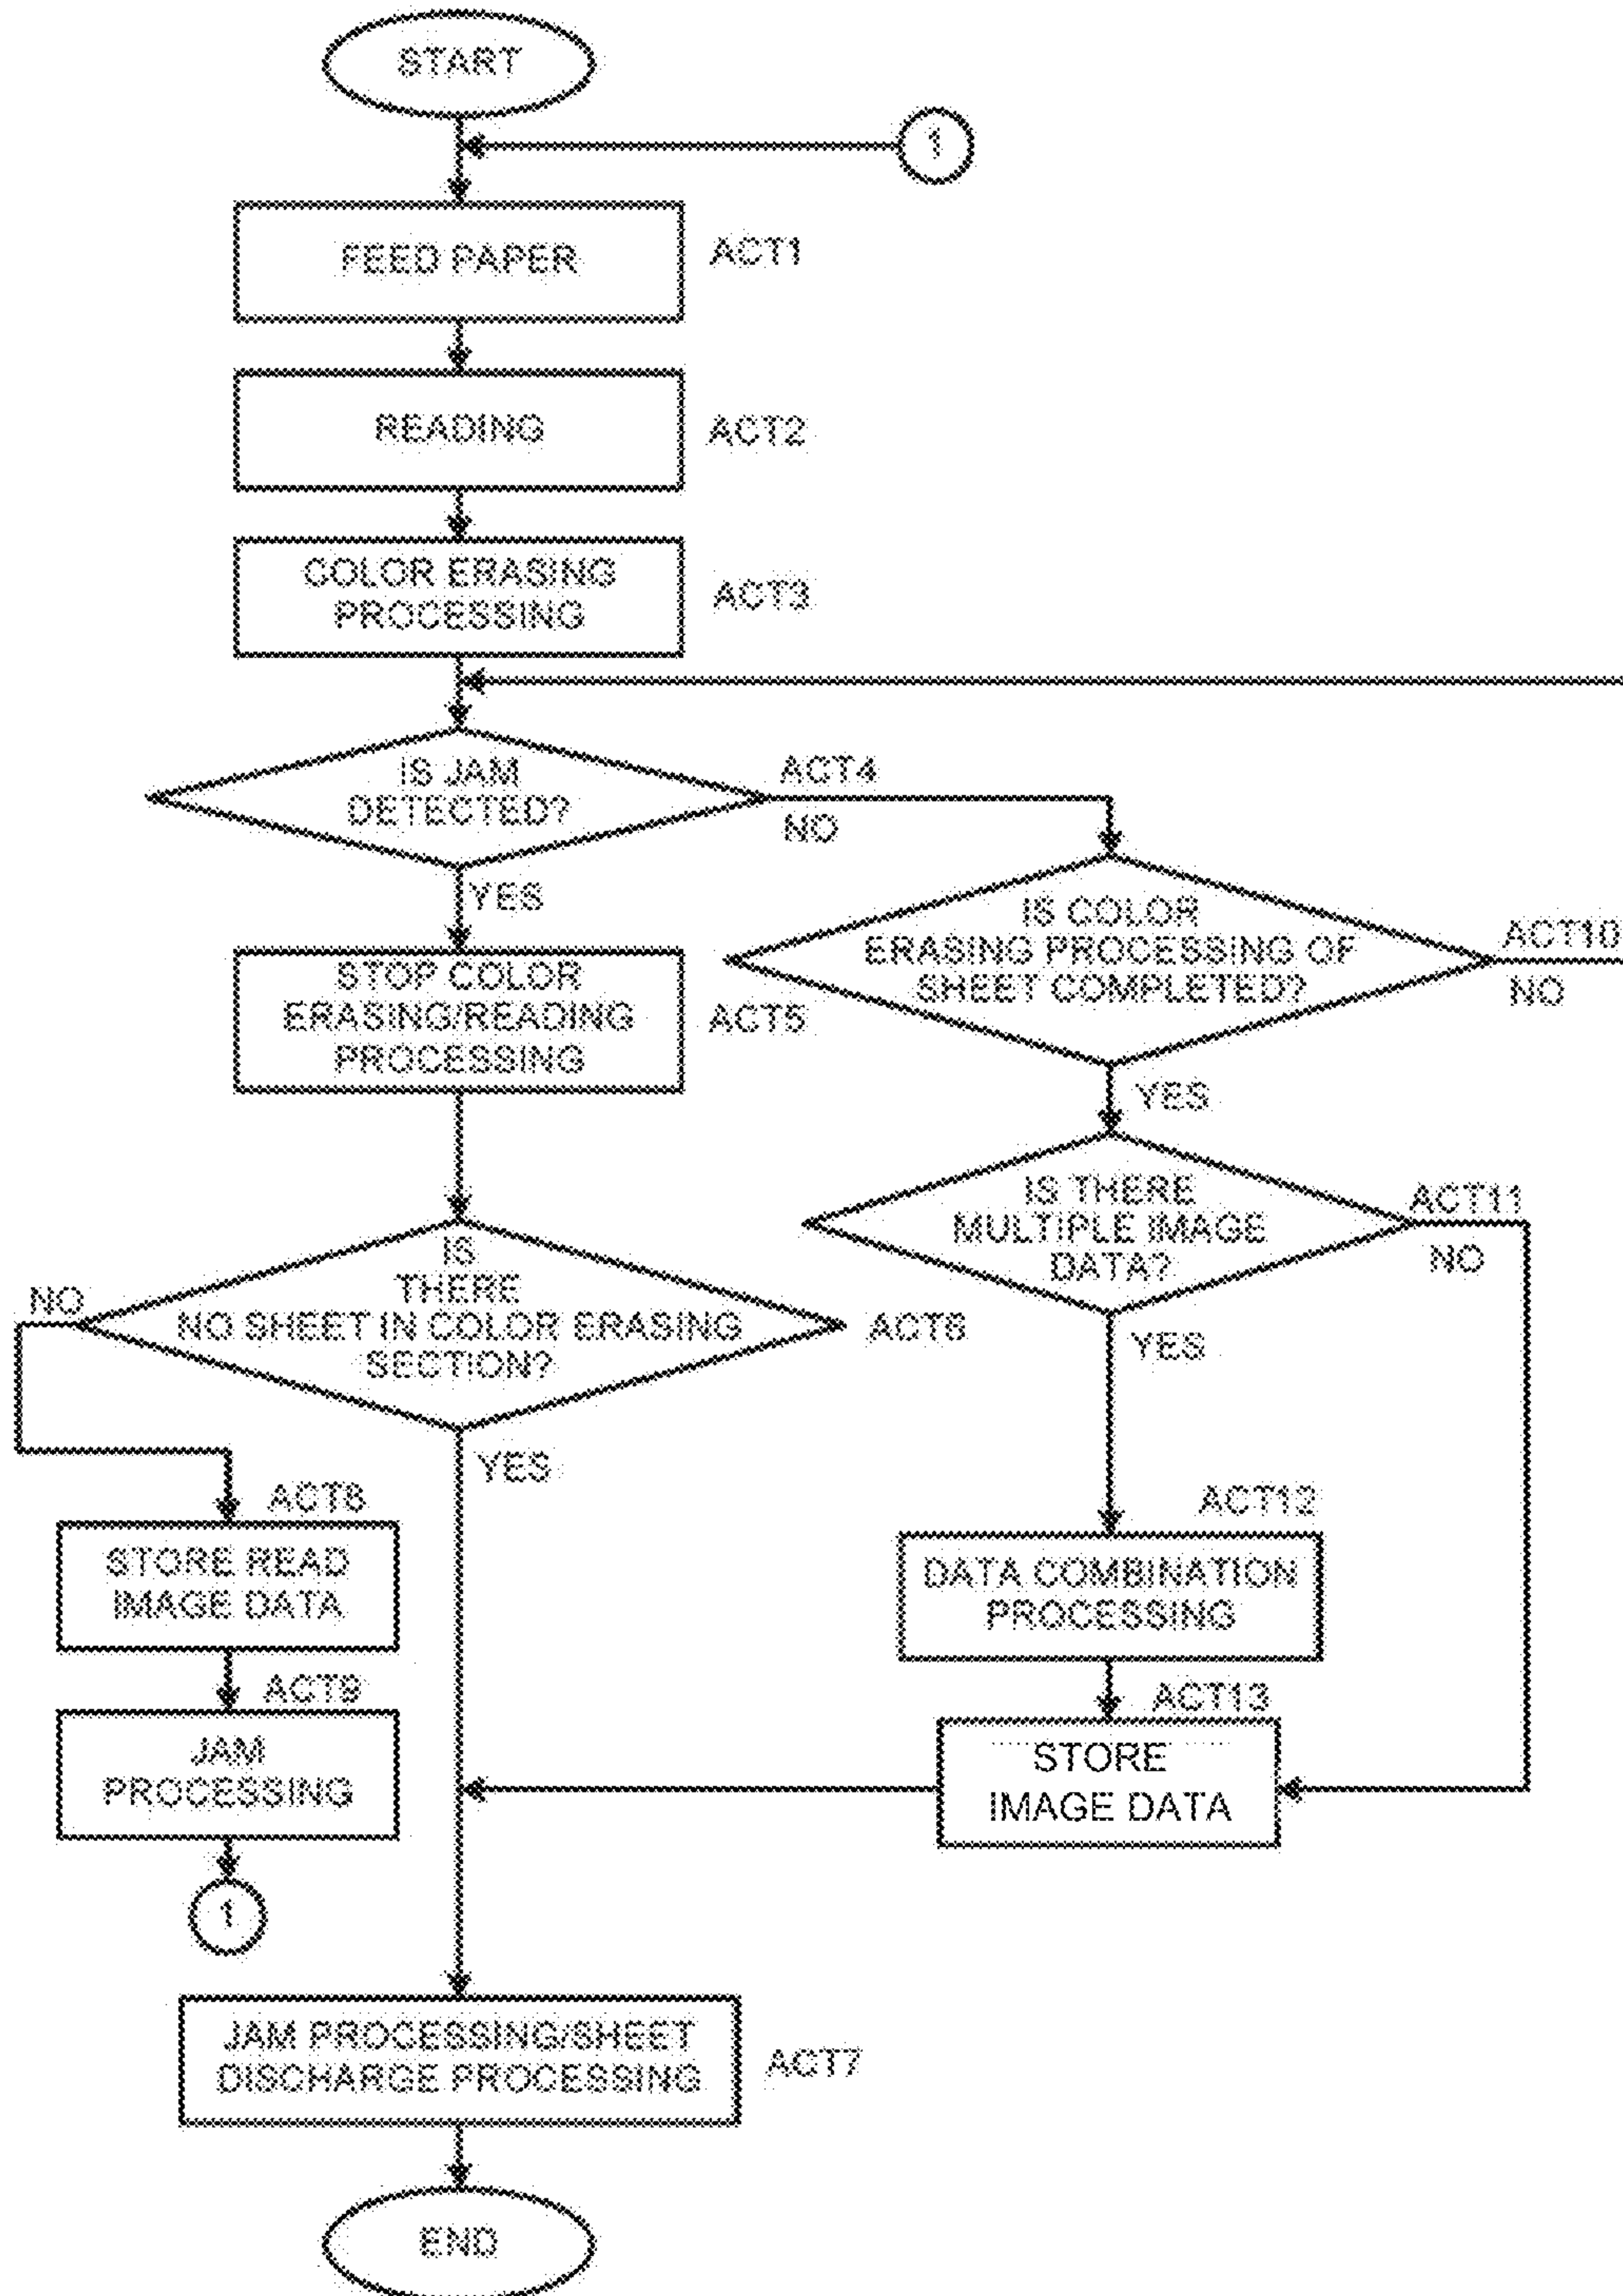 START
1
FEED PAPER
ACT1
READING
ACT2
COLOR ERASING
PROCESSING
ACT3
IS JAM
DETECTED?
ACT4
NO
YES
IS COLOR
ERASING PROCESSING OF
SHEET COMPLETED?
ACT10
NO
YES
STOP COLOR
ERASING/READING
PROCESSING
ACT5
IS THERE
MULTIPLE IMAGE
DATA?
ACT11
NO
YES
IS
THERE
NO SHEET IN COLOR ERASING
SECTION?
NO
ACT6
YES
ACT8
STORE READ
IMAGE DATA
ACT12
DATA COMBINATION
PROCESSING
ACT9
JAM
PROCESSING
ACT13
STORE
IMAGE DATA
1
JAM PROCESSING/SHEET
DISCHARGE PROCESSING
ACT7
END